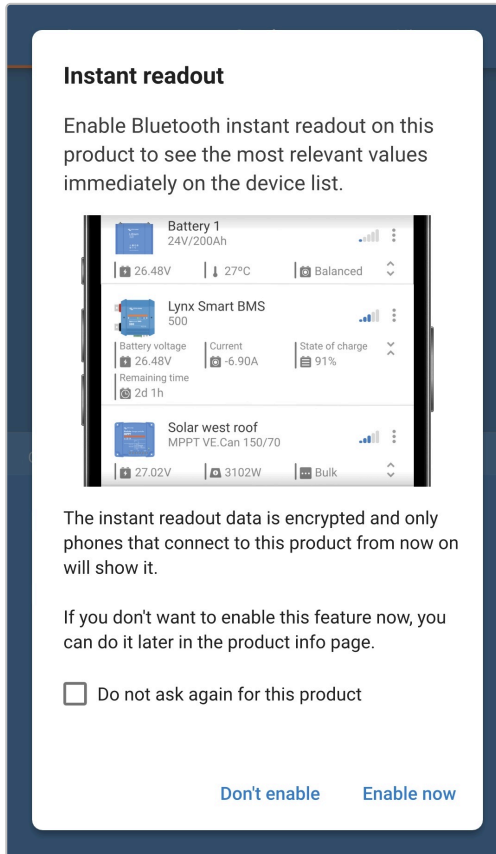 Instant readout
Enable Bluetooth instant readout on this
product to see the most relevant values
immediately on the device list.
Battery 1
24V/200Ah
26.48V 27ºC Balanced
Lynx Smart BMS
500
Battery voltage Current State of charge
26.48V -6.90A 91%
Remaining time
2d 1h
Solar west roof
MPPT VE.Can 150/70
27.02V 3102W Bulk
The instant readout data is encrypted and only
phones that connect to this product from now on
will show it.
If you don't want to enable this feature now, you
can do it later in the product info page.
Do not ask again for this product
Don't enable Enable now